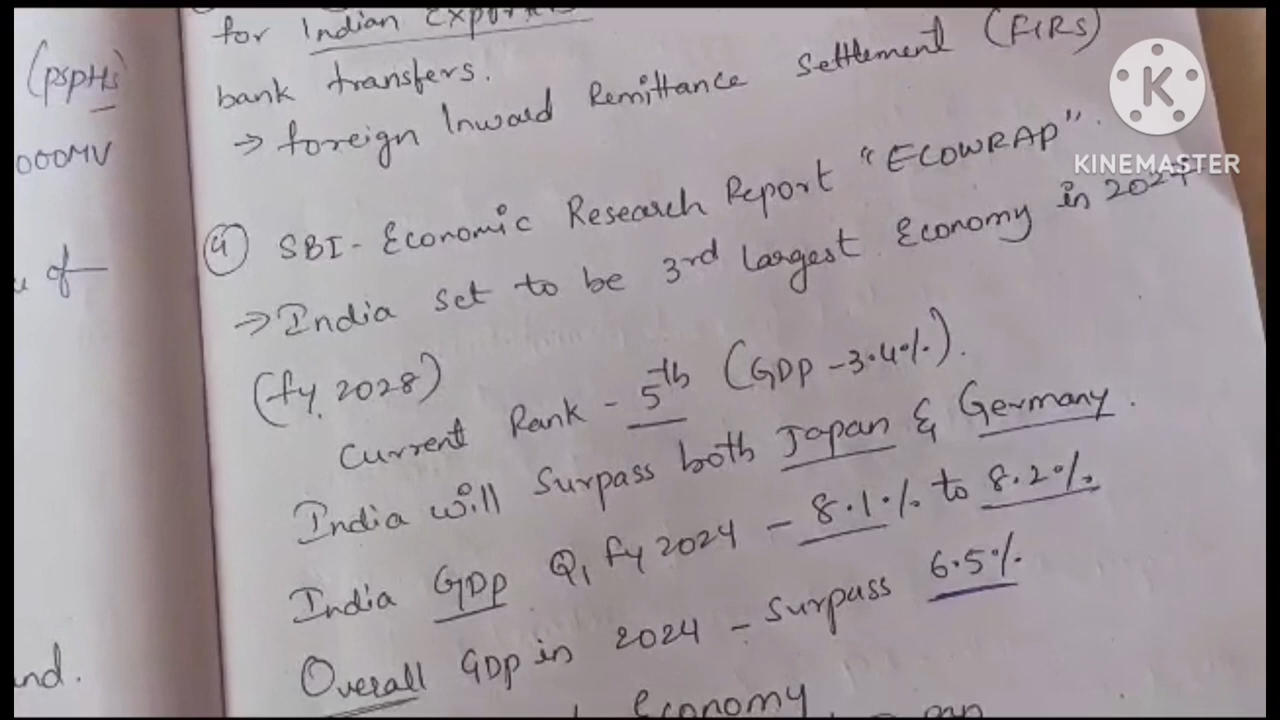 for Indian Exporters
bank transfers.
→ foreign Inward Remittance Settlement (FIRS)
(4) SBI - Economic Research Report "ECOWRAP".
→ India set to be 3rd largest Economy in 2027
(fy. 2028)
Current Rank - 5th (GDP - 3.4%).
India will surpass both Japan & Germany.
India GDP Q1 fy 2024 - 8.1% to 8.2%
Overall GDP in 2024 - surpass 6.5%
Economy
(PSPHs)
000MV
of
nd.
K
KINEMASTER